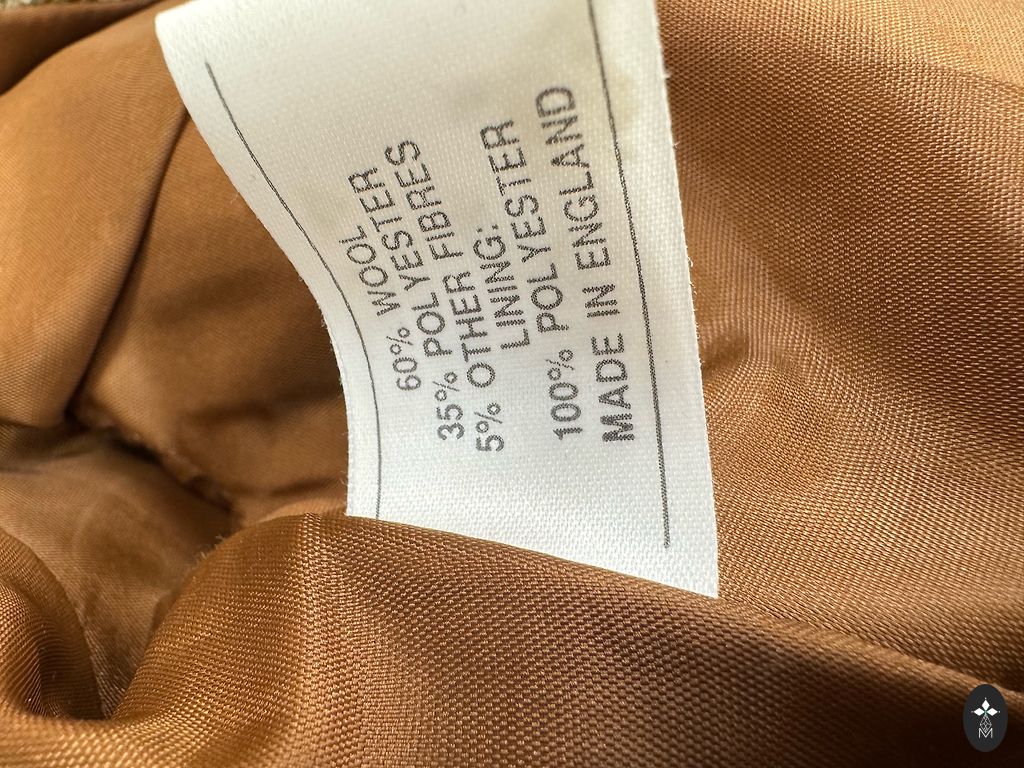 60% WOOL
35% POLYESTER
5% OTHER FIBRES
LINING:
100% POLYESTER
MADE IN ENGLAND
M